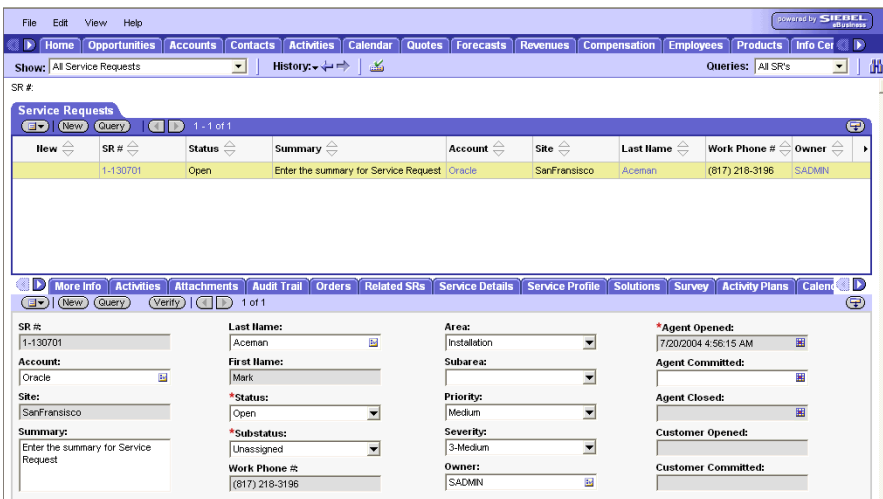 File Edit View Help
powered by SIEBEL
eBusiness
Home Opportunities Accounts Contacts Activities Calendar Quotes Forecasts Revenues Compensation Employees Products Info Cer
Show: All Service Requests History: Queries: All SR's
SR #:
Service Requests
New Query 1 - 1 of 1
New SR # Status Summary Account Site Last Name Work Phone # Owner
1-130701 Open Enter the summary for Service Request Oracle SanFransisco Aceman (817) 218-3196 SADMIN
More Info Activities Attachments Audit Trail Orders Related SRs Service Details Service Profile Solutions Survey Activity Plans Calend
New Query Verify 1 of 1
SR #: Last Name: Area: *Agent Opened:
1-130701 Aceman Installation 7/20/2004 4:56:15 AM
Account: First Name: Subarea: Agent Committed:
Oracle Mark
Site: *Status: Priority: Agent Closed:
SanFransisco Open Medium
Summary: *Substatus: Severity: Customer Opened:
Enter the summary for Service Unassigned 3-Medium
Request
Work Phone #: Owner: Customer Committed:
(817) 218-3196 SADMIN